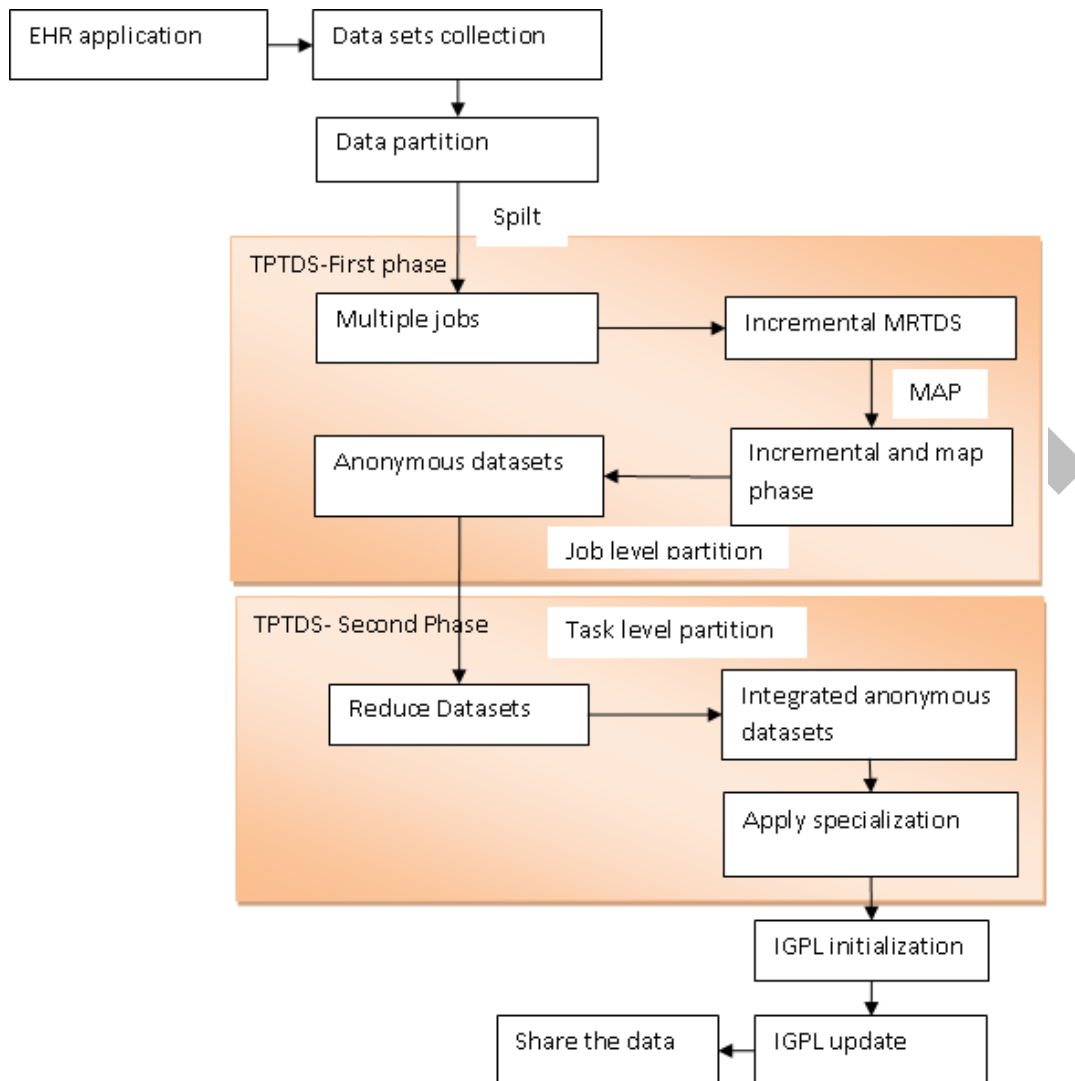 EHR application
Data sets collection
Data partition
Spilt
TPTDS-First phase
Multiple jobs
Incremental MRTDS
MAP
Anonymous datasets
Incremental and map
phase
Job level partition
TPTDS- Second Phase
Task level partition
Reduce Datasets
Integrated anonymous
datasets
Apply specialization
IGPL initialization
Share the data
IGPL update